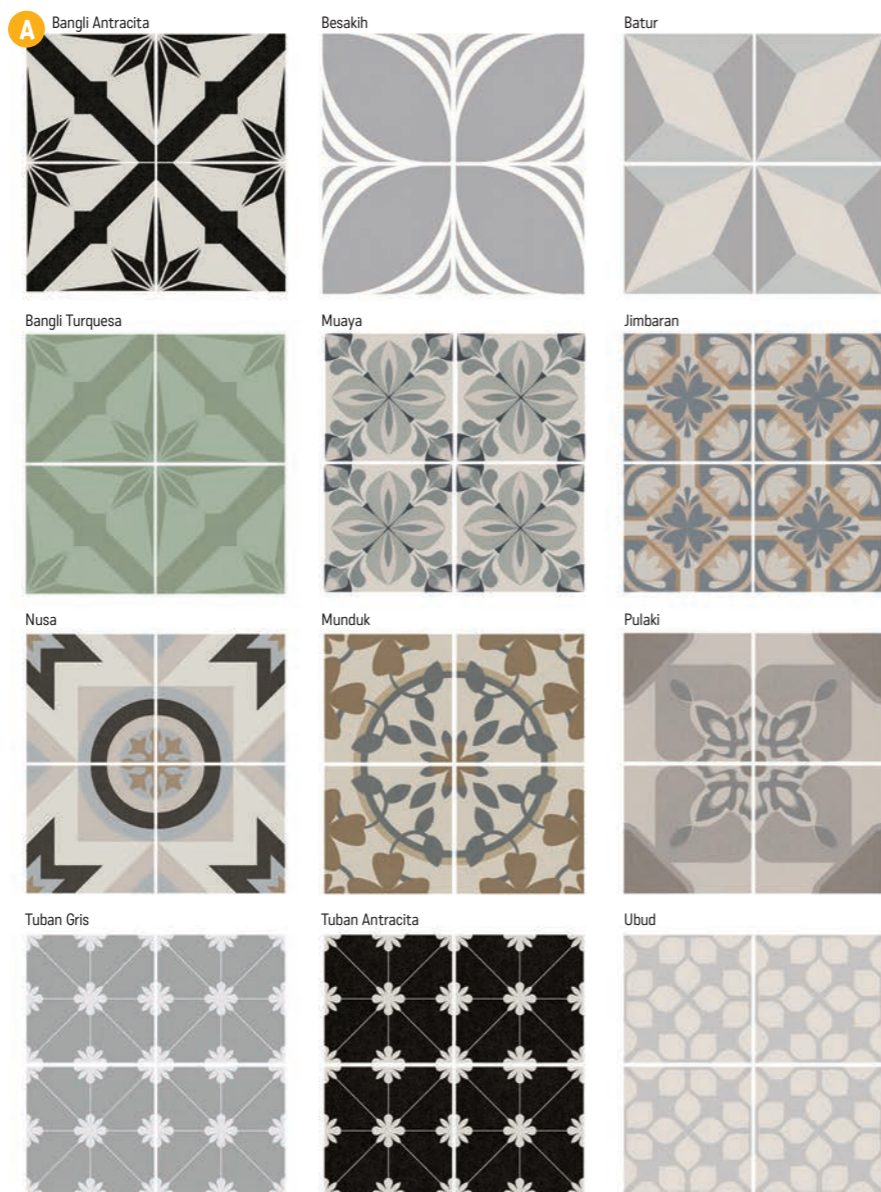 A
Bangli Antracita
Besakih
Batur
Bangli Turquesa
Muaya
Jimbaran
Nusa
Munduk
Pulaki
Tuban Gris
Tuban Antracita
Ubud